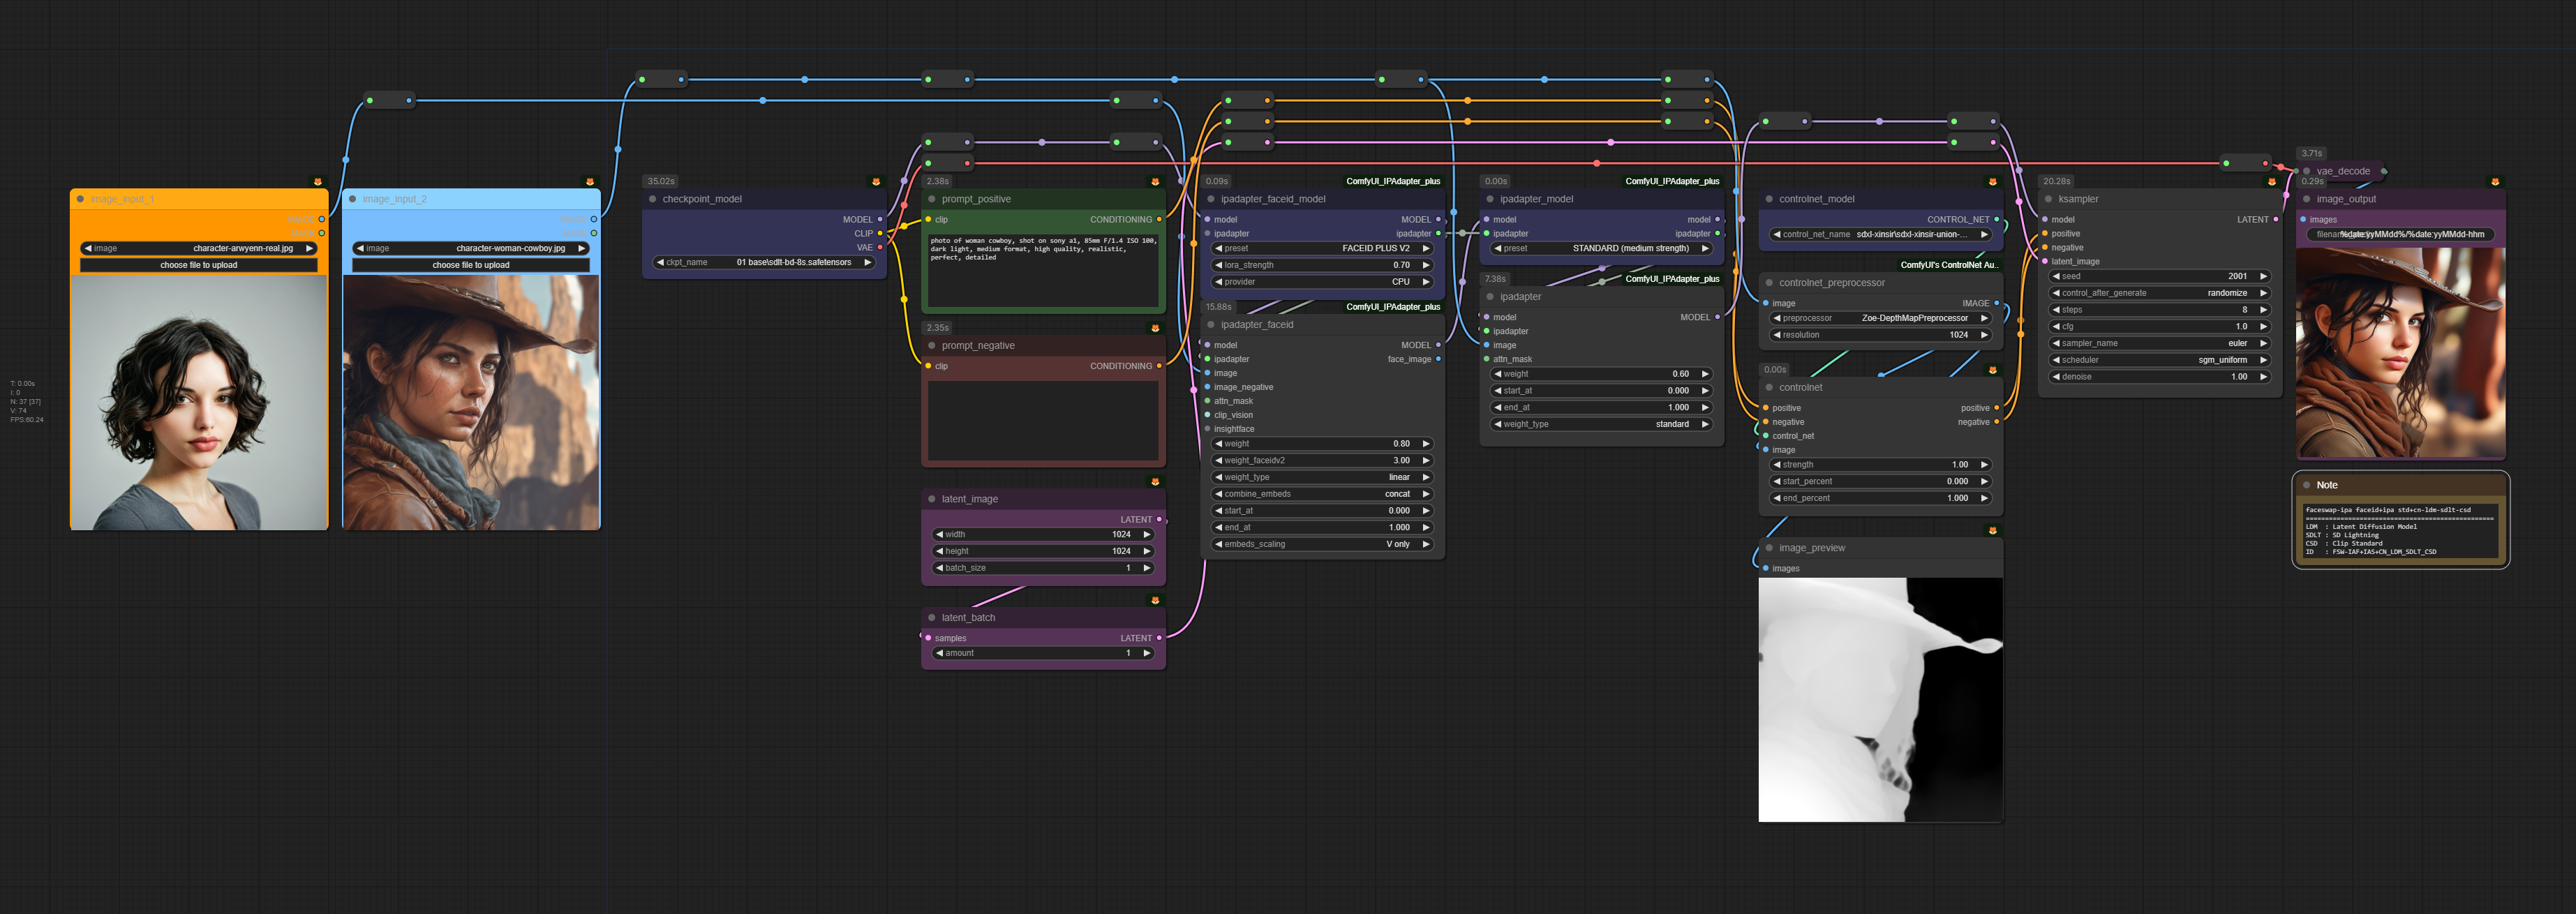 T: 0.00s
I: 0
N: 37 [37]
V: 74
FPS:60.24
image_input_1
IMAGE
MASK
image character-arwyenn-real.jpg
choose file to upload
image_input_2
IMAGE
MASK
image character-woman-cowboy.jpg
choose file to upload
35.02s
checkpoint_model
MODEL
CLIP
VAE
ckpt_name 01 base\sdlt-bd-8s.safetensors
2.38s
prompt_positive
clip CONDITIONING
photo of woman cowboy, shot on sony a1, 85mm F/1.4 ISO 100,
dark light, medium format, high quality, realistic,
perfect, detailed
2.35s
prompt_negative
clip CONDITIONING
latent_image
LATENT
width 1024
height 1024
batch_size 1
latent_batch
samples LATENT
amount 1
0.09s ComfyUI_IPAdapter_plus
ipadapter_faceid_model
model MODEL
ipadapter ipadapter
preset FACEID PLUS V2
lora_strength 0.70
provider CPU
15.88s ComfyUI_IPAdapter_plus
ipadapter_faceid
model MODEL
ipadapter face_image
image
image_negative
attn_mask
clip_vision
insightface
weight 0.80
weight_faceidv2 3.00
weight_type linear
combine_embeds concat
start_at 0.000
end_at 1.000
embeds_scaling V only
0.00s ComfyUI_IPAdapter_plus
ipadapter_model
model model
ipadapter ipadapter
preset STANDARD (medium strength)
7.38s ComfyUI_IPAdapter_plus
ipadapter
model MODEL
ipadapter
image
attn_mask
weight 0.60
start_at 0.000
end_at 1.000
weight_type standard
controlnet_model
CONTROL_NET
control_net_name sdxl-xinsir\sdxl-xinsir-union-...
ComfyUI's ControlNet Au..
controlnet_preprocessor
image IMAGE
preprocessor Zoe-DepthMapPreprocessor
resolution 1024
0.00s
controlnet
positive positive
negative negative
control_net
image
strength 1.00
start_percent 0.000
end_percent 1.000
image_preview
images
20.28s
ksampler
model LATENT
positive
negative
latent_image
seed 2001
control_after_generate randomize
steps 8
cfg 1.0
sampler_name euler
scheduler sgm_uniform
denoise 1.00
3.71s
vae_decode
0.29s
image_output
images
%date:yyMMdd%/%date:yyMMdd-hhm
Note
faceswap-ipa faceid+ipa std+cn-ldm-sdlt-csd
LDM : Latent Diffusion Model
SDLT : SD Lightning
CSD : Clip Standard
ID : FSW-IAF+IAS+CN_LDM_SDLT_CSD